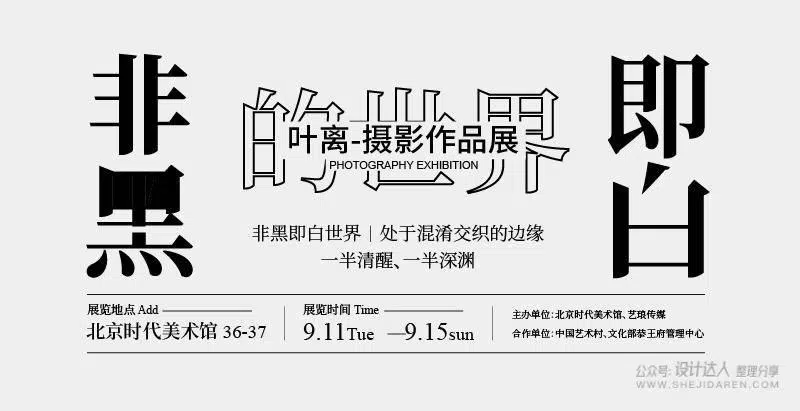 非黑
即白
的世界
叶离-摄影作品展
PHOTOGRAPHY EXHIBITION
非黑即白世界｜处于混淆交织的边缘
一半清醒、一半深渊
展览地点 Add
北京时代美术馆 36-37
展览时间 Time
9.11Tue —9.15sun
主办单位:北京时代美术馆、艺琅传媒
合作单位:中国艺术村、文化部恭王府管理中心
公众号:设计达人 整理分享
WWW.SHEJIDAREN.COM